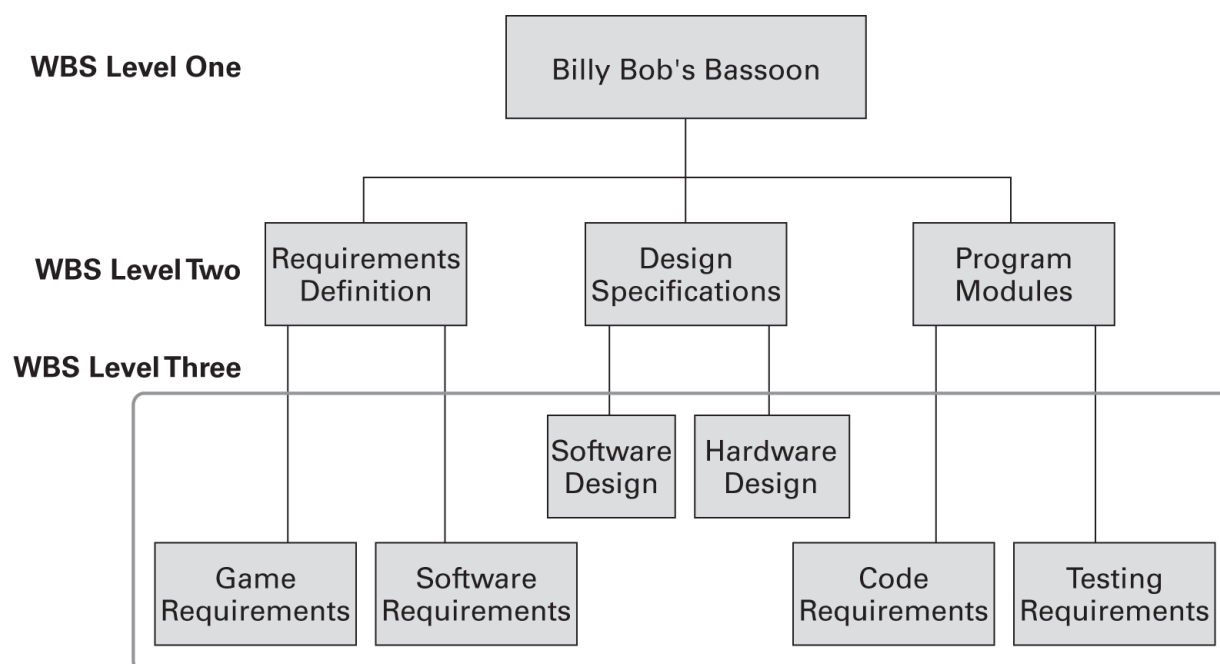 WBS Level One
Billy Bob's Bassoon
WBS Level Two
Requirements
Definition
Design
Specifications
Program
Modules
WBS Level Three
Software
Design
Hardware
Design
Game
Requirements
Software
Requirements
Code
Requirements
Testing
Requirements